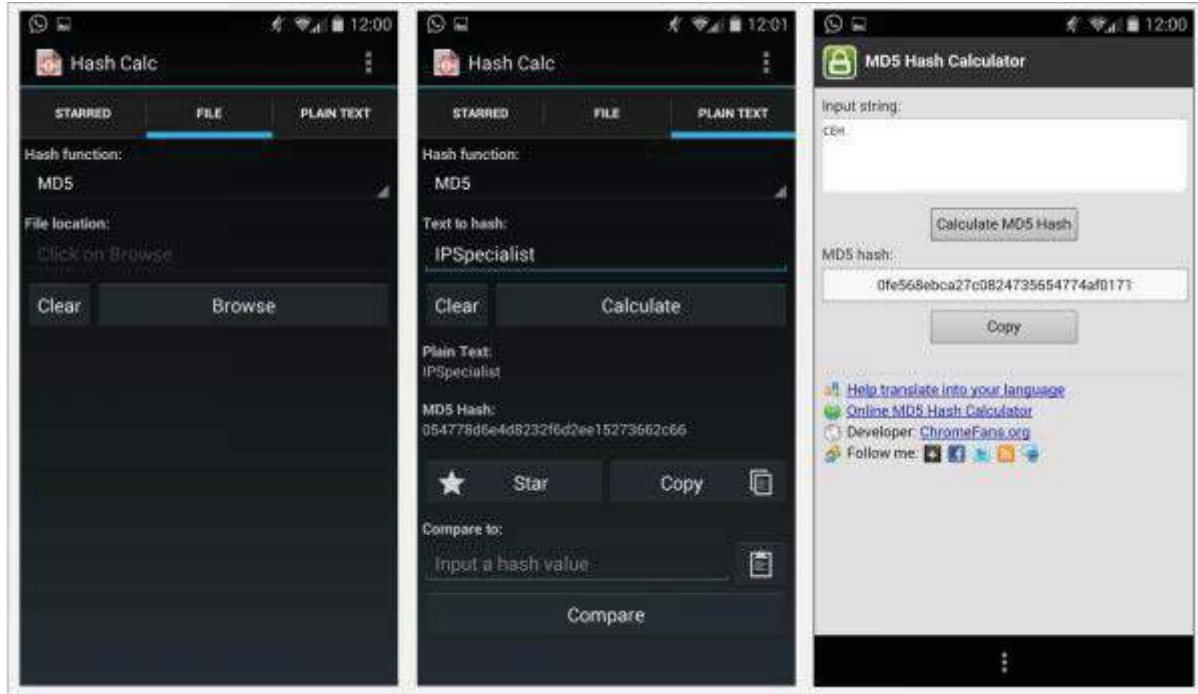 12:00
Hash Calc
STARRED
FILE
PLAIN TEXT
Hash function:
MD5
File location:
Click on Browse
Clear
Browse
12:01
Hash Calc
STARRED
FILE
PLAIN TEXT
Hash function:
MD5
Text to hash:
IPSpecialist
Clear
Calculate
Plain Text:
IPSpecialist
MD5 Hash:
054778d6e4d8232f6d2ee15273662c66
Star
Copy
Compare to:
Input a hash value
Compare
12:00
MD5 Hash Calculator
Input string:
CEH
Calculate MD5 Hash
MD5 hash:
0fe568ebca27c0824735654774af0171
Copy
Help translate into your language
Online MD5 Hash Calculator
Developer: ChromeFans.org
Follow me: